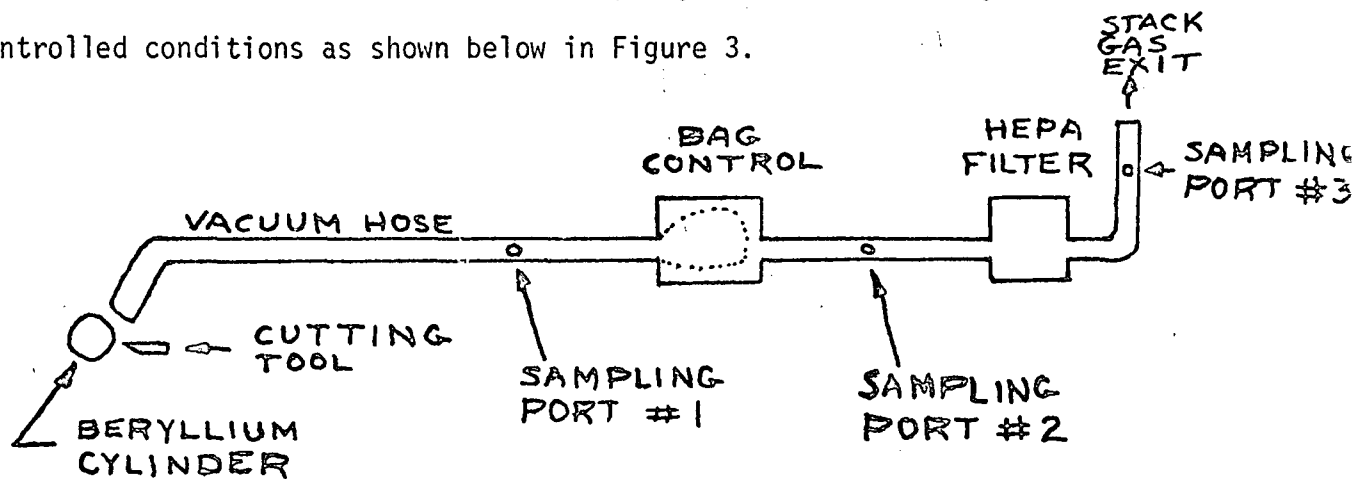 ntrolled conditions as shown below in Figure 3.
STACK
GAS
EXIT
BAG
CONTROL
HEPA
FILTER
SAMPLING
PORT #3
VACUUM HOSE
CUTTING
TOOL
SAMPLING
PORT #1
SAMPLING
PORT #2
BERYLLIUM
CYLINDER